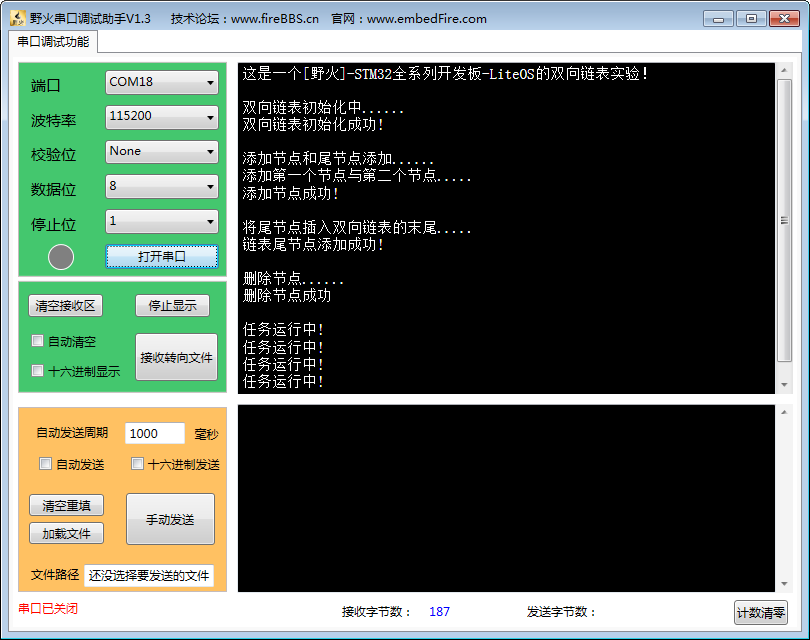 野火串口调试助手V1.3 技术论坛：www.fireBBS.cn 官网：www.embedFire.com
串口调试功能
端口 COM18
波特率 115200
校验位 None
数据位 8
停止位 1
打开串口
清空接收区 停止显示
自动清空
接收转向文件
十六进制显示
自动发送周期 1000 毫秒
自动发送 十六进制发送
清空重填
手动发送
加载文件
文件路径 还没选择要发送的文件
这是一个[野火]-STM32全系列开发板-LiteOS的双向链表实验!
双向链表初始化中......
双向链表初始化成功!
添加节点和尾节点添加......
添加第一个节点与第二个节点.....
添加节点成功!
将尾节点插入双向链表的末尾.....
链表尾节点添加成功!
删除节点......
删除节点成功
任务运行中!
任务运行中!
任务运行中!
任务运行中!
串口已关闭 接收字节数： 187 发送字节数： 计数清零